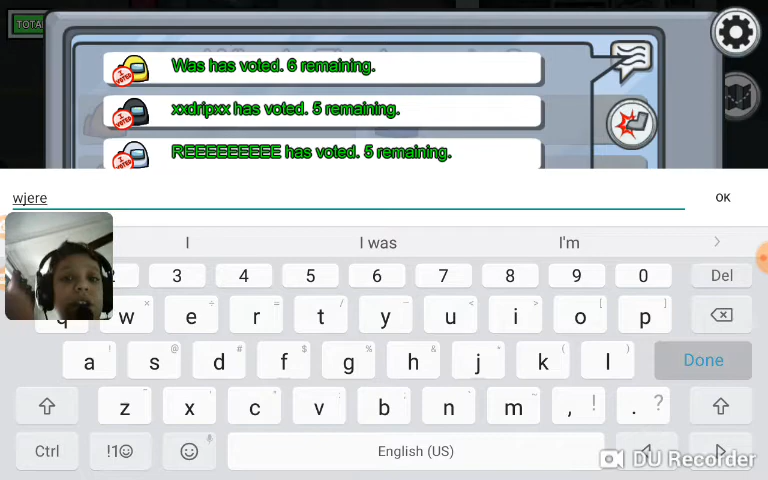 TOTA
Was has voted. 6 remaining.
xxdripxx has voted. 5 remaining.
REEEEEEEEE has voted. 5 remaining.
wjere
OK
I
I was
I'm
>
2 3 4 5 6 7 8 9 0 Del
q w e r t y u i o p
a s d f g h j k l Done
z x c v b n m , ! . ?
Ctrl !1☺ English (US)
DU Recorder